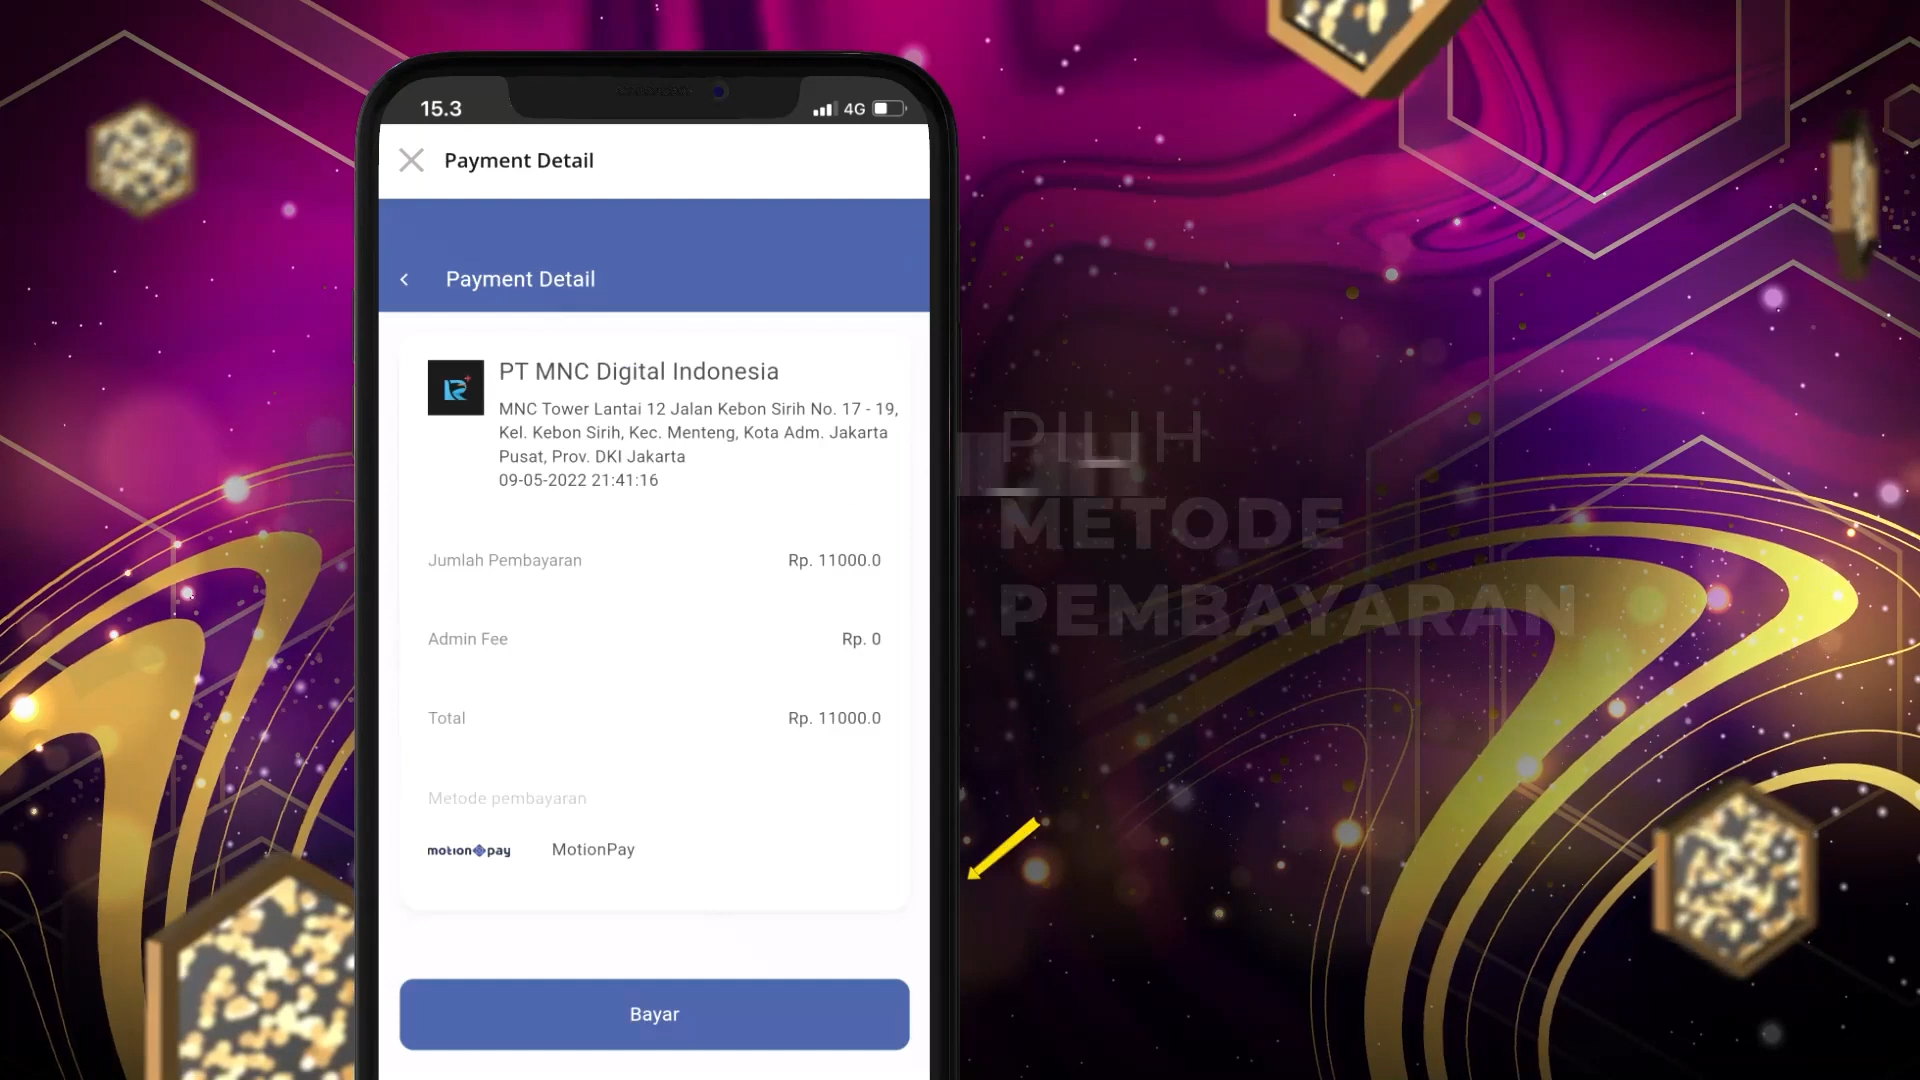 15.3
4G
Payment Detail
Payment Detail
PT MNC Digital Indonesia
MNC Tower Lantai 12 Jalan Kebon Sirih No. 17 - 19,
Kel. Kebon Sirih, Kec. Menteng, Kota Adm. Jakarta
Pusat, Prov. DKI Jakarta
09-05-2022 21:41:16
Jumlah Pembayaran Rp. 11000.0
Admin Fee Rp. 0
Total Rp. 11000.0
Metode pembayaran
motion pay MotionPay
Bayar
PILIH
METODE
PEMBAYARAN